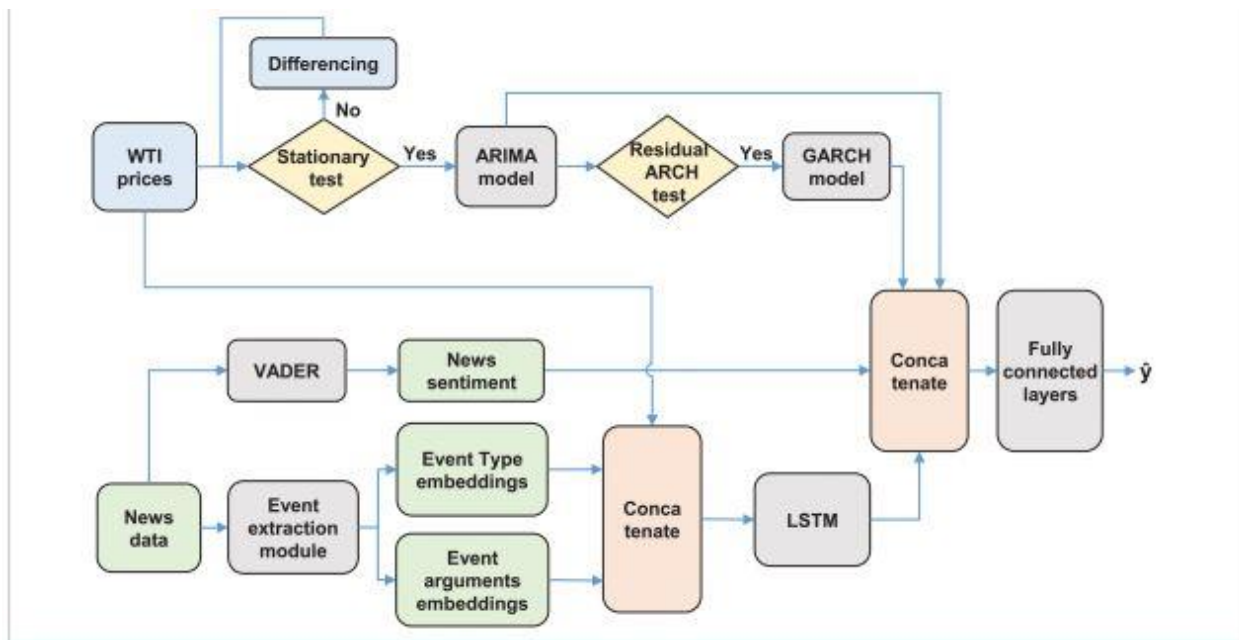 Differencing
No
WTI
prices
Stationary
test
Yes
ARIMA
model
Residual
ARCH
test
Yes
GARCH
model
VADER
News
sentiment
Conca
tenate
Fully
connected
layers
ŷ
News
data
Event
extraction
module
Event Type
embeddings
Event
arguments
embeddings
Conca
tenate
LSTM